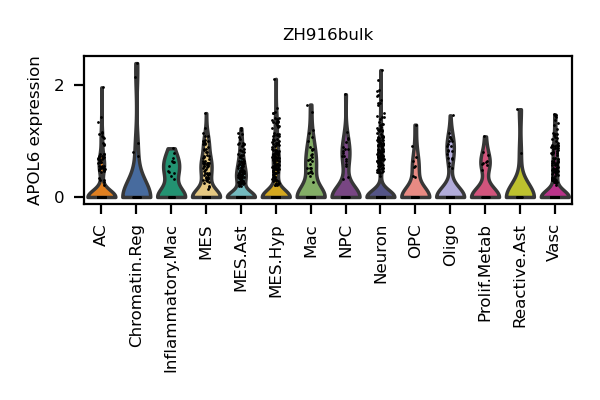 ZH916bulk
APOL6 expression
2
0
AC
Chromatin.Reg
Inflammatory.Mac
MES
MES.Ast
MES.Hyp
Mac
NPC
Neuron
OPC
Oligo
Prolif.Metab
Reactive.Ast
Vasc